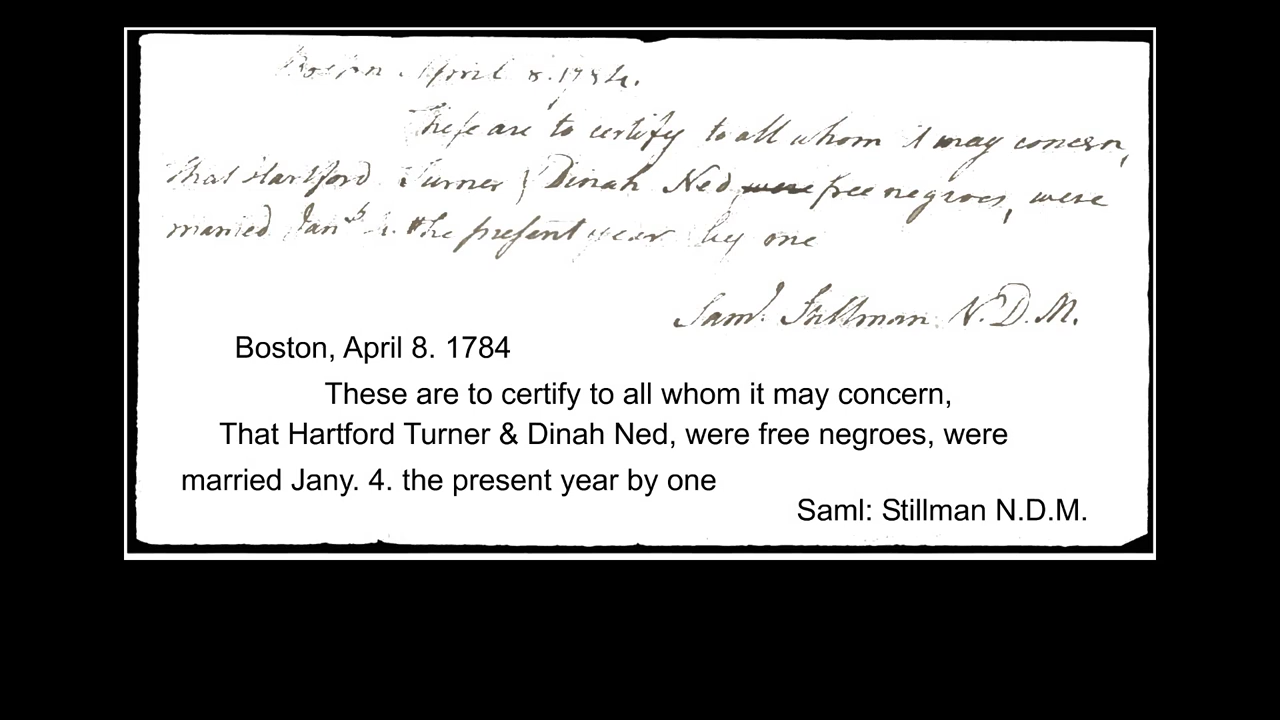 Boston April 8. 1784.
These are to certify to all whom it may concern,
that Hartford Turner & Dinah Ned were free negroes, were
married Jany 4. the present year by one
Saml. Stillman N.D.M.
Boston, April 8. 1784
These are to certify to all whom it may concern,
That Hartford Turner & Dinah Ned, were free negroes, were
married Jany. 4. the present year by one
Saml: Stillman N.D.M.